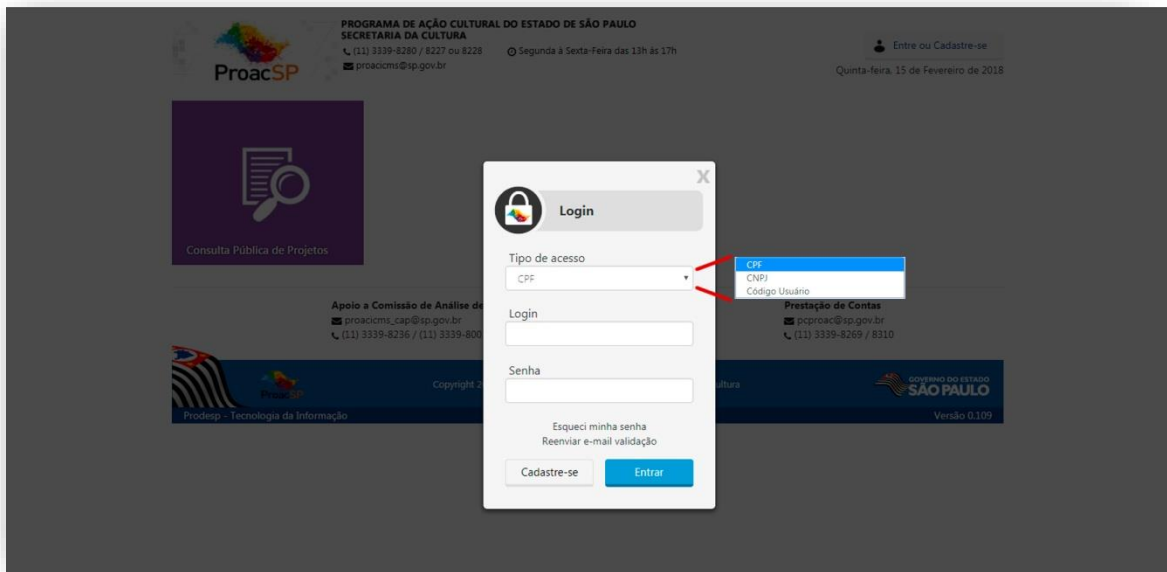 PROGRAMA DE AÇÃO CULTURAL DO ESTADO DE SÃO PAULO
SECRETARIA DA CULTURA
(11) 3339-8280 / 8227 ou 8228
Segunda à Sexta-Feira das 13h às 17h
proacicms@sp.gov.br
ProacSP
Entre ou Cadastre-se
Quinta-feira, 15 de Fevereiro de 2018
Consulta Pública de Projetos
X
Login
Tipo de acesso
CPF
CPF
CNPJ
Código Usuário
Login
Senha
Esqueci minha senha
Reenviar e-mail validação
Cadastre-se
Entrar
Apoio a Comissão de Análise de
proacicms_cap@sp.gov.br
(11) 3339-8236 / (11) 3339-800
Prestação de Contas
pcproac@sp.gov.br
(11) 3339-8269 / 8310
ProacSP
Copyright 2
ultura
GOVERNO DO ESTADO
SÃO PAULO
Prodesp - Tecnologia da Informação
Versão 0.109